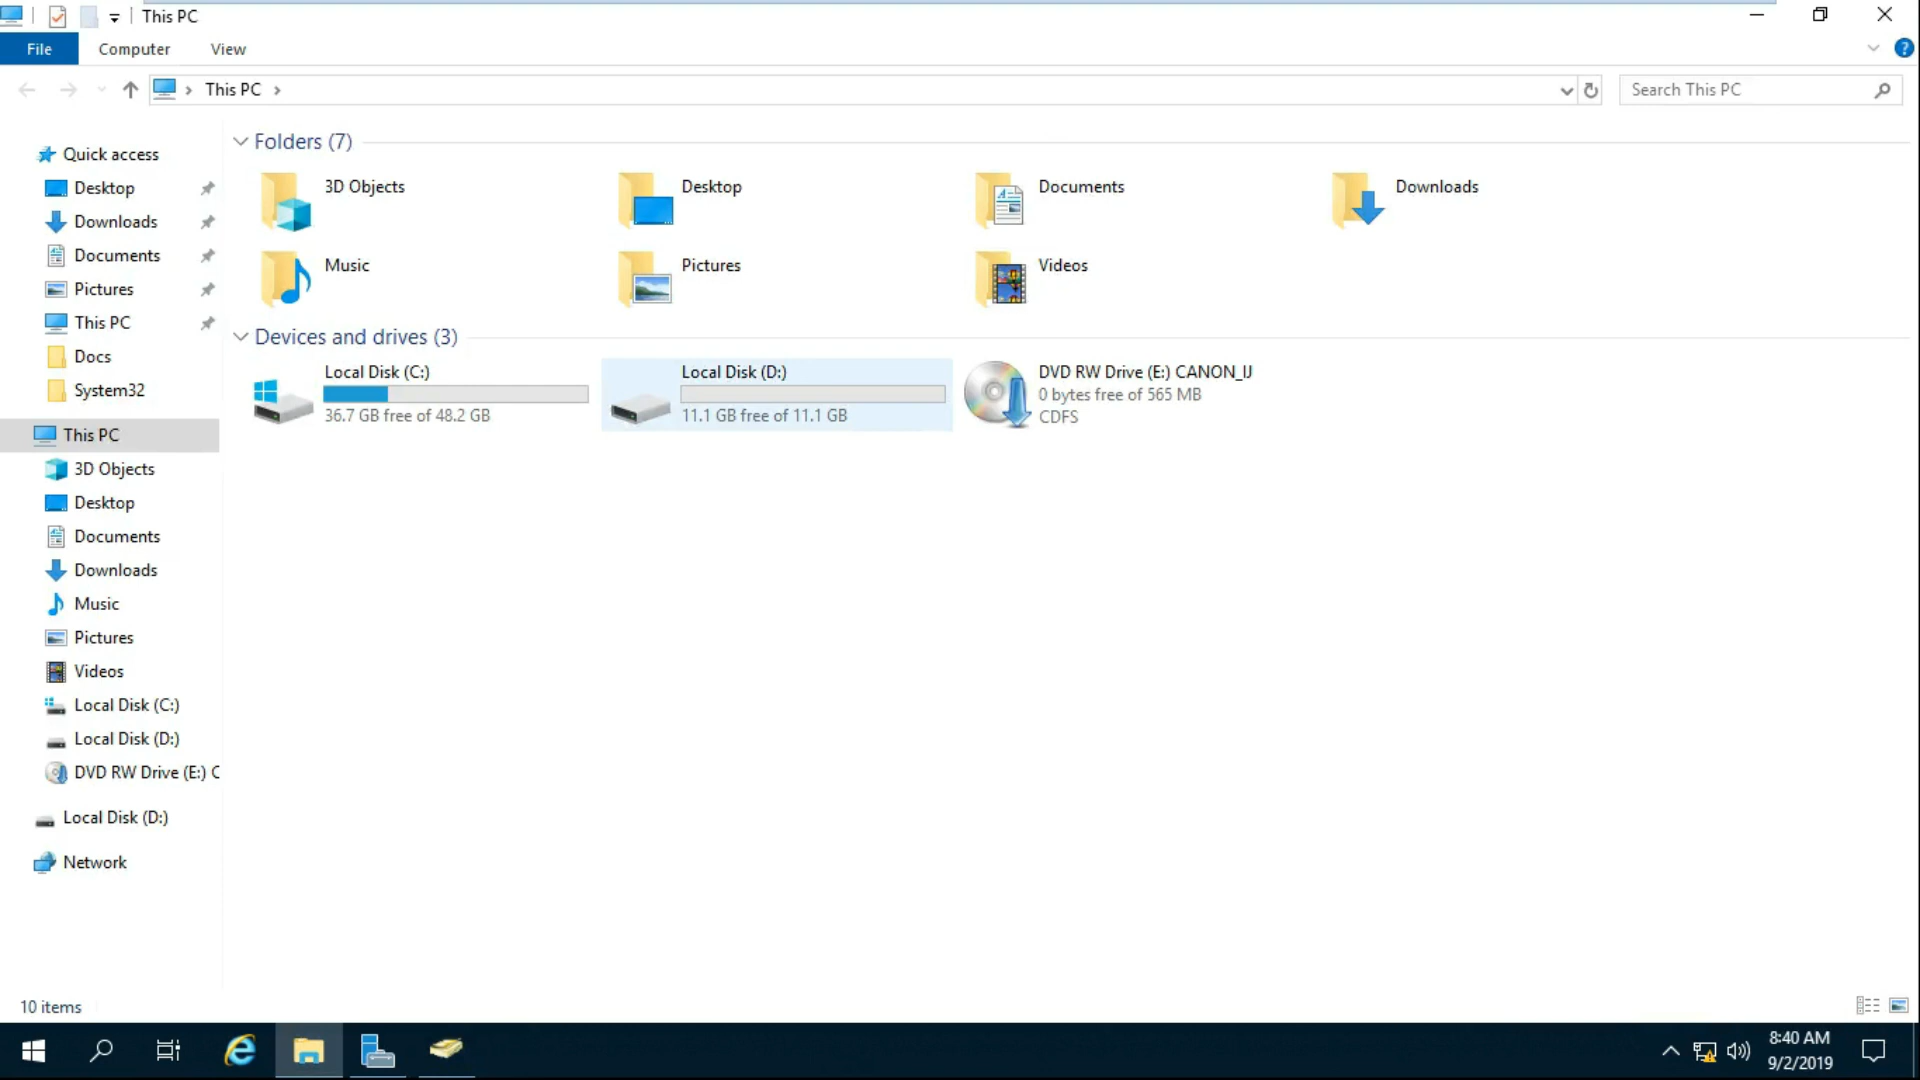 This PC
File Computer View
This PC
Search This PC
Quick access
Desktop
Downloads
Documents
Pictures
This PC
Docs
System32
This PC
3D Objects
Desktop
Documents
Downloads
Music
Pictures
Videos
Local Disk (C:)
Local Disk (D:)
DVD RW Drive (E:) C
Local Disk (D:)
Network
Folders (7)
3D Objects
Desktop
Documents
Downloads
Music
Pictures
Videos
Devices and drives (3)
Local Disk (C:)
36.7 GB free of 48.2 GB
Local Disk (D:)
11.1 GB free of 11.1 GB
DVD RW Drive (E:) CANON_IJ
0 bytes free of 565 MB
CDFS
10 items
8:40 AM
9/2/2019